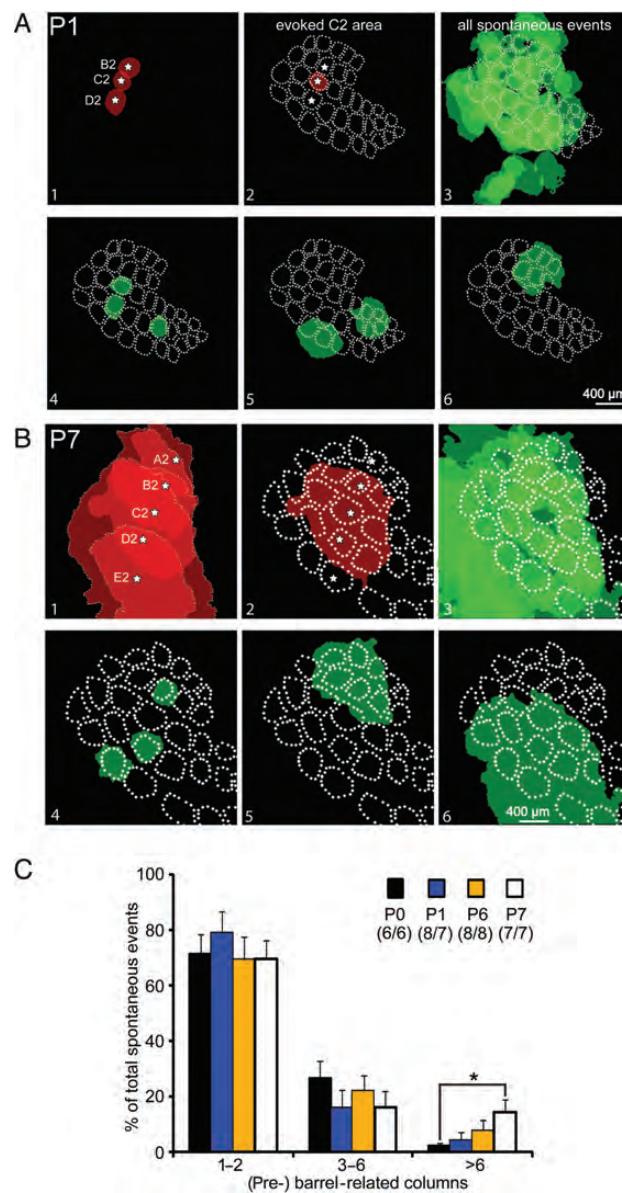 A P1
B2
C2
D2
1
evoked C2 area
2
all spontaneous events
3
4
5
6
400 µm
B P7
A2
B2
C2
D2
E2
1
2
3
4
5
6
400 µm
C
% of total spontaneous events
100
80
60
40
20
0
P0 P1 P6 P7
(6/6) (8/7) (8/8) (7/7)
*
1–2 3–6 >6
(Pre-) barrel-related columns